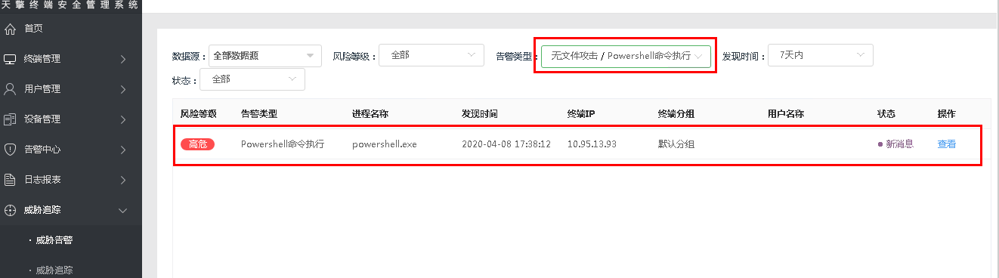 天擎终端安全管理系统
首页
终端管理
用户管理
设备管理
告警中心
日志报表
威胁追踪
· 威胁告警
· 威胁追踪
数据源： 全部数据源 风险等级： 全部 告警类型： 无文件攻击 / Powershell命令执行 发现时间： 7天内
状态： 全部
风险等级 告警类型 进程名称 发现时间 终端IP 终端分组 用户名称 状态 操作
高危 Powershell命令执行 powershell.exe 2020-04-08 17:38:12 10.95.13.93 默认分组 新消息 查看